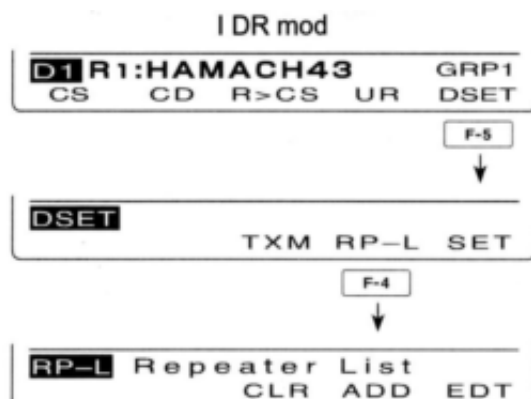 I DR mod
D1 R1:HAMACH43 GRP1
CS CD R>CS UR DSET
F-5
DSET
TXM RP-L SET
F-4
RP-L Repeater List
CLR ADD EDT